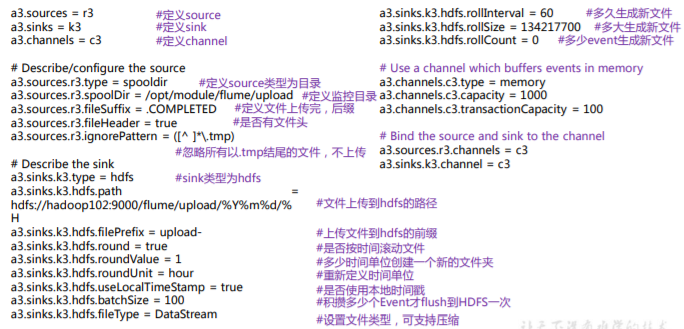 a3.sources = r3 #定义source
a3.sinks = k3 #定义sink
a3.channels = c3 #定义channel
# Describe/configure the source
a3.sources.r3.type = spooldir #定义source类型为目录
a3.sources.r3.spoolDir = /opt/module/flume/upload #定义监控目录
a3.sources.r3.fileSuffix = .COMPLETED #定义文件上传完，后缀
a3.sources.r3.fileHeader = true #是否有文件头
a3.sources.r3.ignorePattern = ([^ ]*\.tmp)
#忽略所有以.tmp结尾的文件，不上传
# Describe the sink
a3.sinks.k3.type = hdfs #sink类型为hdfs
a3.sinks.k3.hdfs.path =
hdfs://hadoop102:9000/flume/upload/%Y%m%d/% #文件上传到hdfs的路径
H
a3.sinks.k3.hdfs.filePrefix = upload- #上传文件到hdfs的前缀
a3.sinks.k3.hdfs.round = true #是否按时间滚动文件
a3.sinks.k3.hdfs.roundValue = 1 #多少时间单位创建一个新的文件夹
a3.sinks.k3.hdfs.roundUnit = hour #重新定义时间单位
a3.sinks.k3.hdfs.useLocalTimeStamp = true #是否使用本地时间戳
a3.sinks.k3.hdfs.batchSize = 100 #积攒多少个Event才flush到HDFS一次
a3.sinks.k3.hdfs.fileType = DataStream #设置文件类型，可支持压缩
a3.sinks.k3.hdfs.rollInterval = 60 #多久生成新文件
a3.sinks.k3.hdfs.rollSize = 134217700 #多大生成新文件
a3.sinks.k3.hdfs.rollCount = 0 #多少event生成新文件
# Use a channel which buffers events in memory
a3.channels.c3.type = memory
a3.channels.c3.capacity = 1000
a3.channels.c3.transactionCapacity = 100
# Bind the source and sink to the channel
a3.sources.r3.channels = c3
a3.sinks.k3.channel = c3